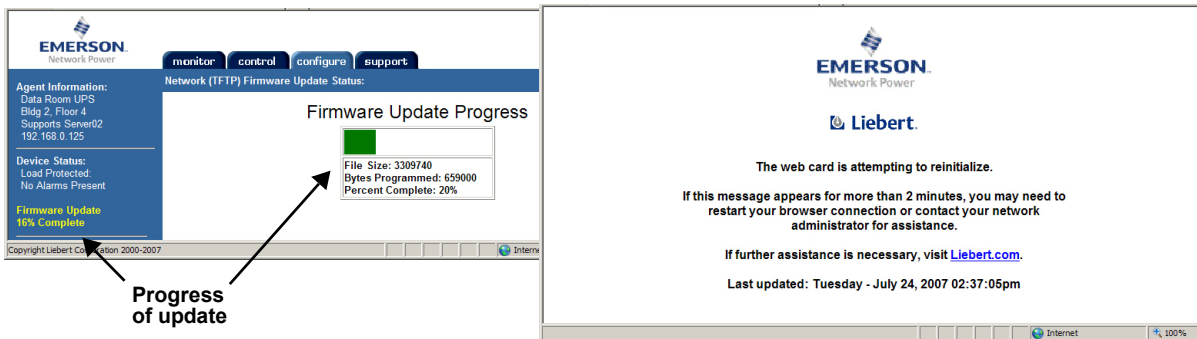 EMERSON.
Network Power
monitor
control
configure
support
Agent Information:
Data Room UPS
Bldg 2, Floor 4
Supports Server02
192.168.0.125
Device Status:
Load Protected:
No Alarms Present
Firmware Update
16% Complete
Network (TFTP) Firmware Update Status:
Firmware Update Progress
File Size: 3309740
Bytes Programmed: 659000
Percent Complete: 20%
Copyright Liebert Corporation 2000-2007
Progress
of update
EMERSON.
Network Power
Liebert.
The web card is attempting to reinitialize.
If this message appears for more than 2 minutes, you may need to
restart your browser connection or contact your network
administrator for assistance.
If further assistance is necessary, visit Liebert.com.
Last updated: Tuesday - July 24, 2007 02:37:05pm
Internet
100%